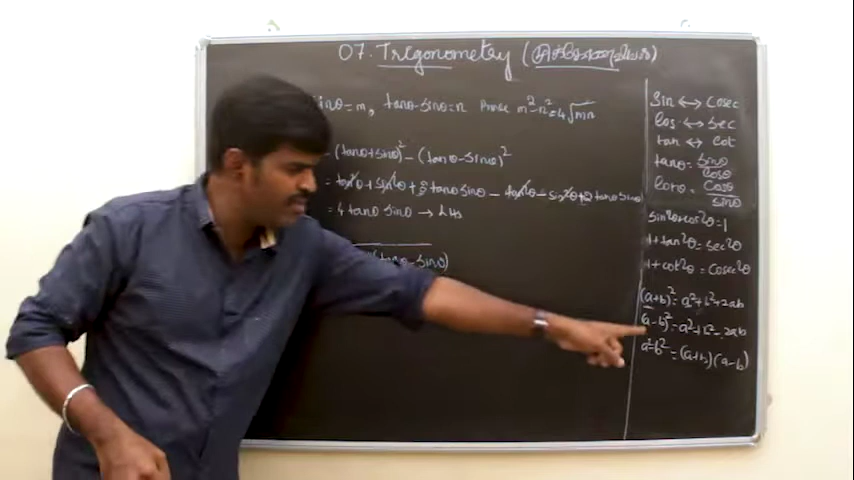 07. Tregonometry
sinθ=m, tanθ-sinθ=n Prove m²-n²=4√mn
(tanθ+sinθ)² - (tanθ-sinθ)²
= tan²θ + sin²θ + 2 tanθ sinθ - tan²θ - sin²θ + 2 tanθ sinθ
= 4 tanθ sinθ → LHS
(tanθ-sinθ)
Sin ↔ Cosec
Cos ↔ Sec
tan ↔ Cot
tanθ = sinθ/cosθ
Cotθ = Cosθ/sinθ
sin²θ+cos²θ=1
1+tan²θ=sec²θ
1+cot²θ=Cosec²θ
(a+b)²=a²+b²+2ab
(a-b)²=a²+b²-2ab
a²-b²=(a+b)(a-b)